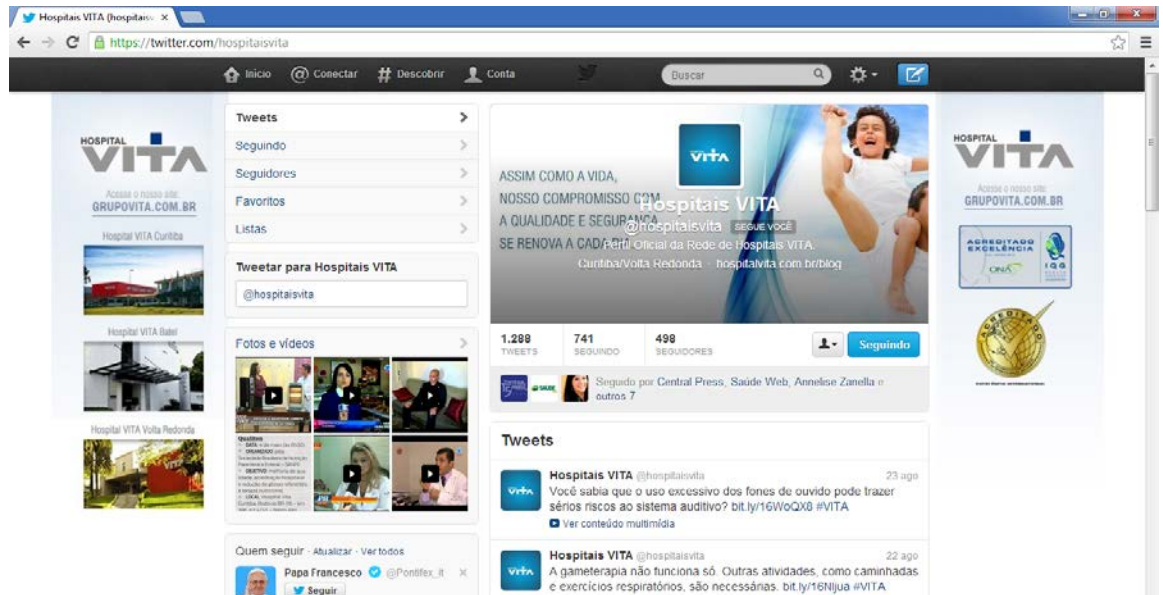 Hospitais VITA (hospitais
https://twitter.com/hospitaisvita
Início Conectar Descobrir Conta Buscar
HOSPITAL
VITA
Acesse o nosso site:
GRUPOVITA.COM.BR
Hospital VITA Curitiba
Hospital VITA Batel
Hospital VITA Volta Redonda
Tweets
Seguindo
Seguidores
Favoritos
Listas
Tweetar para Hospitais VITA
@hospitaisvita
Fotos e vídeos
Quem seguir · Atualizar · Ver todos
Papa Francesco @Pontifex_it
Seguir
VITA
ASSIM COMO A VIDA,
NOSSO COMPROMISSO COM
A QUALIDADE E SEGURANÇA
SE RENOVA A CADA
Hospitais VITA
@hospitaisvita SEGUE VOCÊ
Perfil Oficial da Rede de Hospitais VITA.
Curitiba/Volta Redonda · hospitalvita.com.br/blog
1.288 741 498
TWEETS SEGUINDO SEGUIDORES
Seguindo
Seguido por Central Press, Saúde Web, Annelise Zanella e
outros 7
Tweets
Hospitais VITA @hospitaisvita 23 ago
Você sabia que o uso excessivo dos fones de ouvido pode trazer
sérios riscos ao sistema auditivo? bit.ly/16WoQX8 #VITA
Ver conteúdo multimídia
Hospitais VITA @hospitaisvita 22 ago
A gameterapia não funciona só. Outras atividades, como caminhadas
e exercícios respiratórios, são necessárias. bit.ly/16NIjua #VITA
HOSPITAL
VITA
Acesse o nosso site:
GRUPOVITA.COM.BR
ACREDITADO
EXCELÊNCIA
ONA
IQG
ACREDITADO